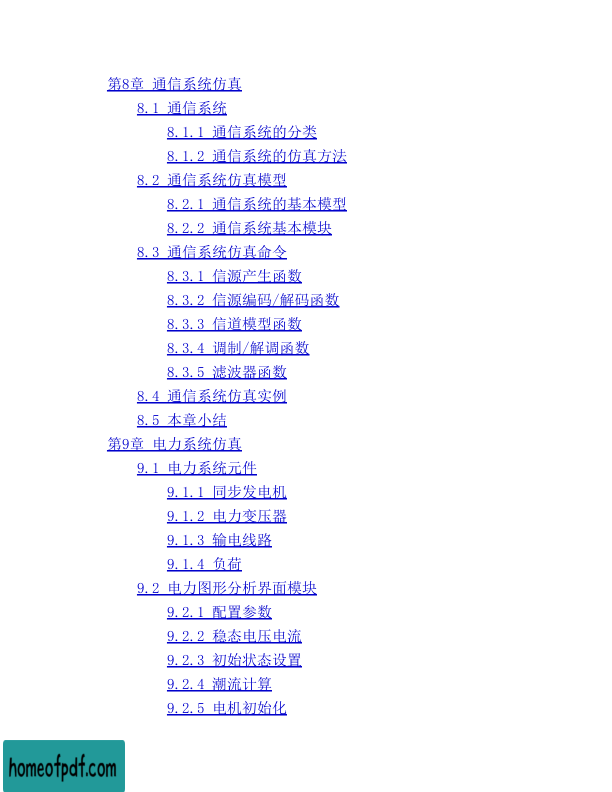 第8章 通信系统仿真
8.1 通信系统
8.1.1 通信系统的分类
8.1.2 通信系统的仿真方法
8.2 通信系统仿真模型
8.2.1 通信系统的基本模型
8.2.2 通信系统基本模块
8.3 通信系统仿真命令
8.3.1 信源产生函数
8.3.2 信源编码/解码函数
8.3.3 信道模型函数
8.3.4 调制/解调函数
8.3.5 滤波器函数
8.4 通信系统仿真实例
8.5 本章小结
第9章 电力系统仿真
9.1 电力系统元件
9.1.1 同步发电机
9.1.2 电力变压器
9.1.3 输电线路
9.1.4 负荷
9.2 电力图形分析界面模块
9.2.1 配置参数
9.2.2 稳态电压电流
9.2.3 初始状态设置
9.2.4 潮流计算
9.2.5 电机初始化
homeofpdf.com